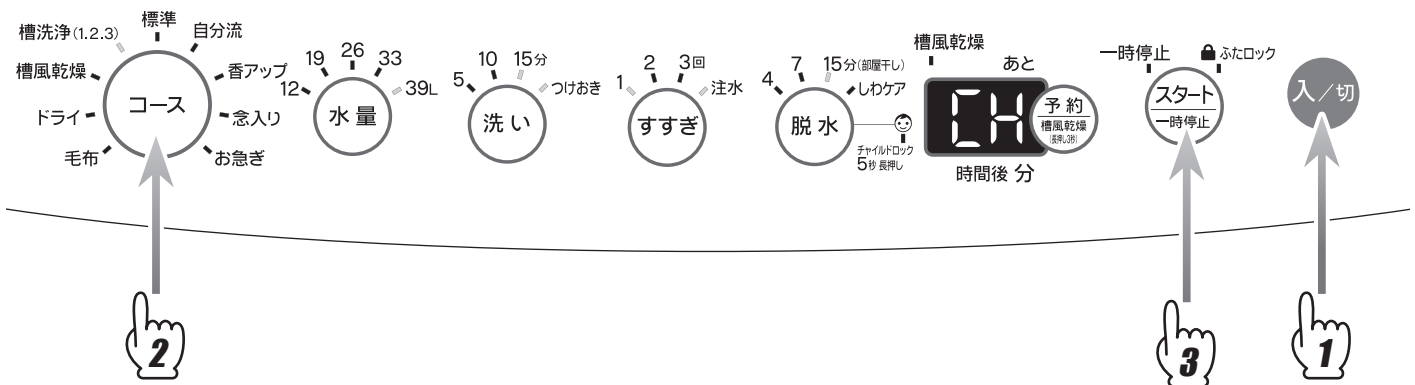 標準
槽洗浄(1.2.3)
自分流
槽風乾燥
香アップ
ドライ
念入り
毛布
お急ぎ
コース
12
19
26
33
39L
水量
5
10
15分
つけおき
洗い
1
2
3回
注水
すすぎ
4
7
15分(部屋干し)
しわケア
脱水
チャイルドロック
5秒 長押し
槽風乾燥
あと
CH
予約
槽風乾燥
(長押し3秒)
時間後 分
一時停止
ふたロック
スタート
一時停止
入/切
2
3
1